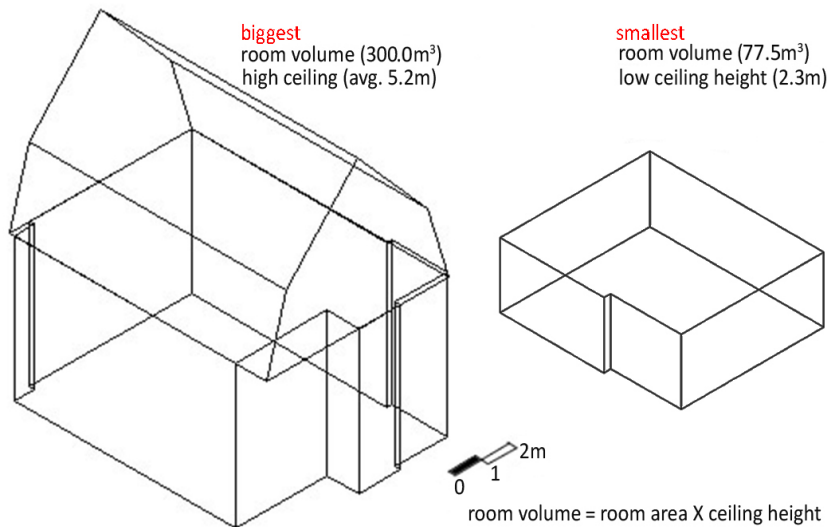 biggest
room volume (300.0m³)
high ceiling (avg. 5.2m)
smallest
room volume (77.5m³)
low ceiling height (2.3m)
0 1 2m
room volume = room area X ceiling height